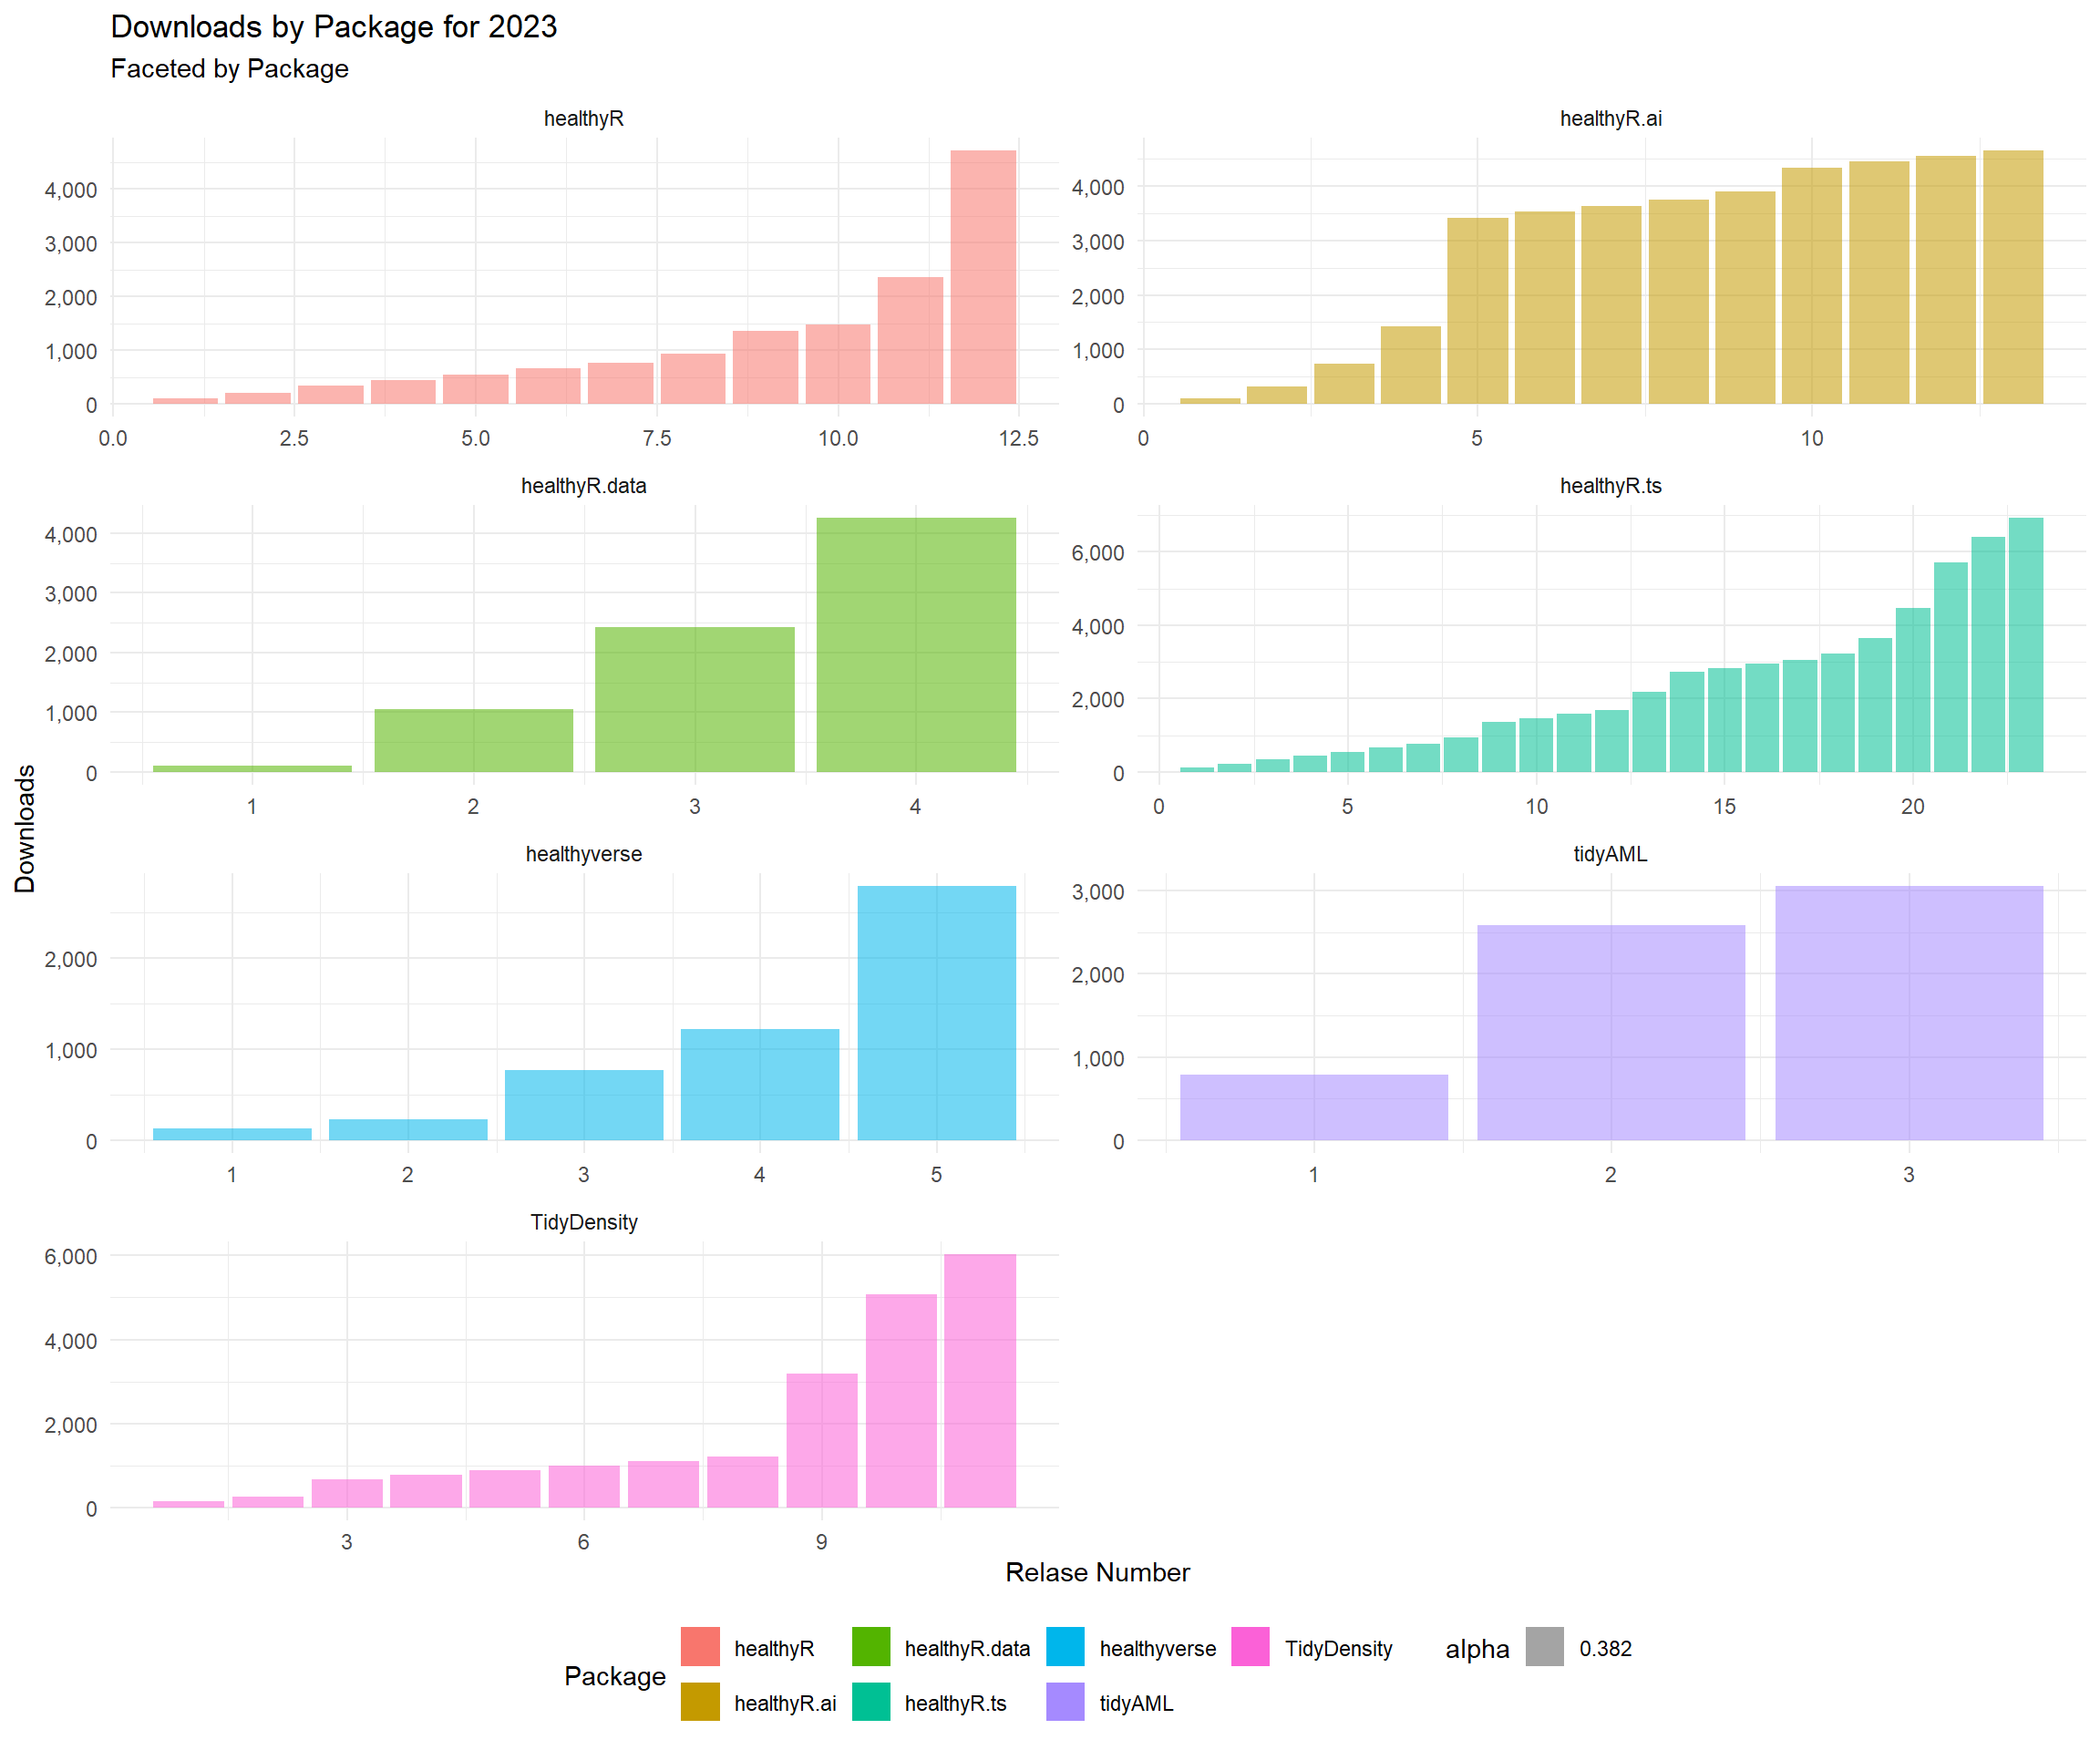 Downloads by Package for 2023
Faceted by Package
healthyR
4,000
3,000
2,000
1,000
0
0.0 2.5 5.0 7.5 10.0 12.5
healthyR.ai
4,000
3,000
2,000
1,000
0
0 5 10
healthyR.data
4,000
3,000
2,000
1,000
0
1 2 3 4
healthyR.ts
6,000
4,000
2,000
0
0 5 10 15 20
Downloads
healthyverse
2,000
1,000
0
1 2 3 4 5
tidyAML
3,000
2,000
1,000
0
1 2 3
TidyDensity
6,000
4,000
2,000
0
3 6 9
Relase Number
Package
healthyR healthyR.data healthyverse TidyDensity
healthyR.ai healthyR.ts tidyAML
alpha 0.382